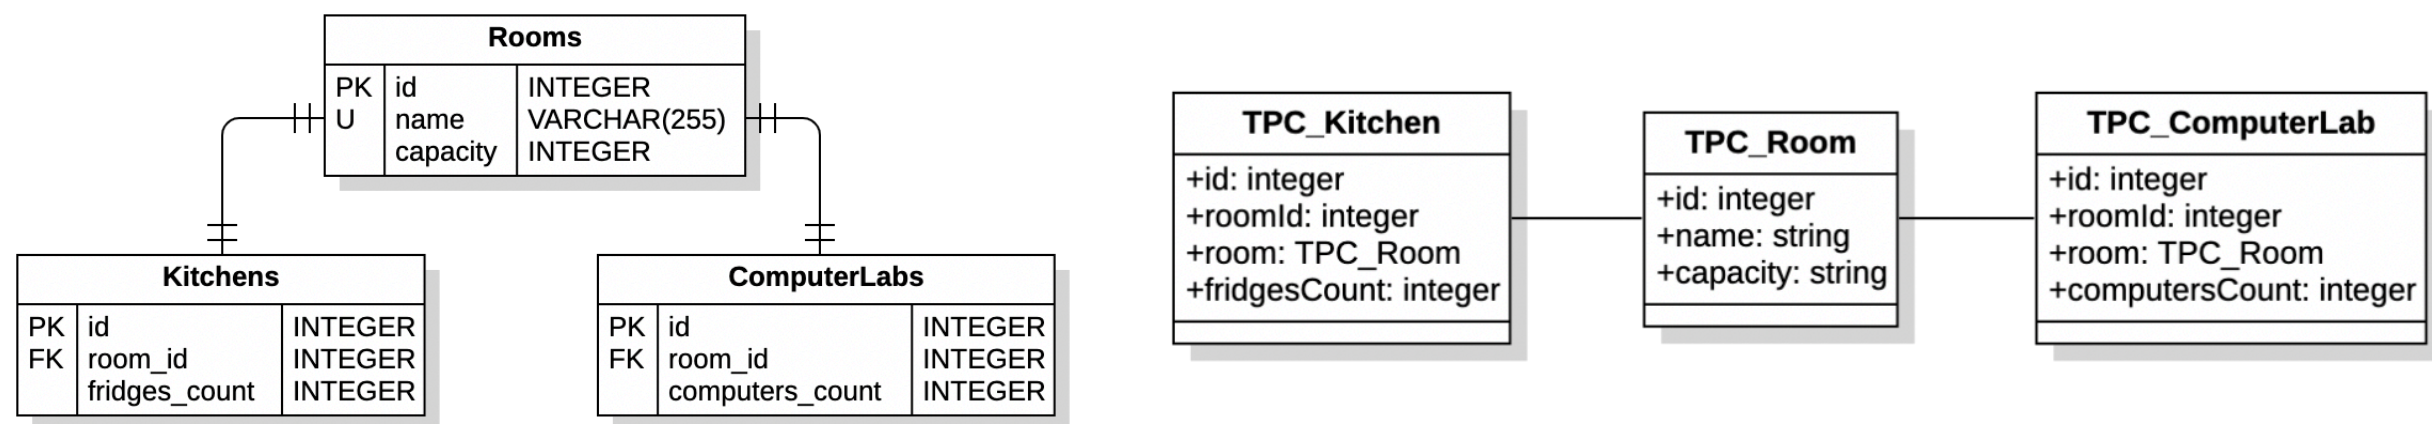 Rooms
PK id INTEGER
U name VARCHAR(255)
capacity INTEGER
Kitchens
PK id INTEGER
FK room_id INTEGER
fridges_count INTEGER
ComputerLabs
PK id INTEGER
FK room_id INTEGER
computers_count INTEGER
TPC_Kitchen
+id: integer
+roomId: integer
+room: TPC_Room
+fridgesCount: integer
TPC_Room
+id: integer
+name: string
+capacity: string
TPC_ComputerLab
+id: integer
+roomId: integer
+room: TPC_Room
+computersCount: integer